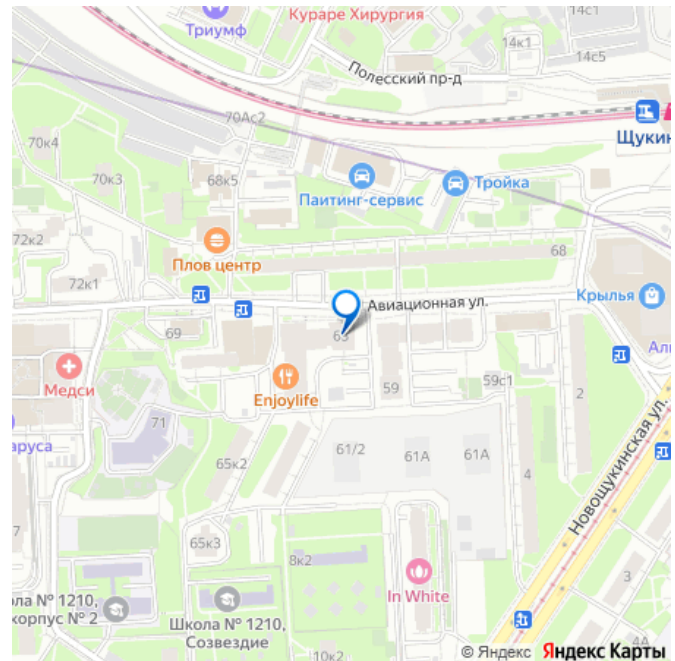 14с1
Кураре Хирургия
Триумф
14к1
14с5
Полесский пр-д
70Ас2
Щукин
70к4
70к3
68к5
Паитинг-сервис
Тройка
72к2
Плов центр
68
72к1
Крылья
Авиационная ул.
69
63
Али
Медси
Enjoylife
59
59с1
2
71
аруса
65к2
61/2
61А
61А
4
Новощукинская ул.
7
65к3
8к2
In White
3
ола № 1210,
корпус № 2
Школа № 1210,
Созвездие
10к2
4А
© Яндекс Яндекс Карты